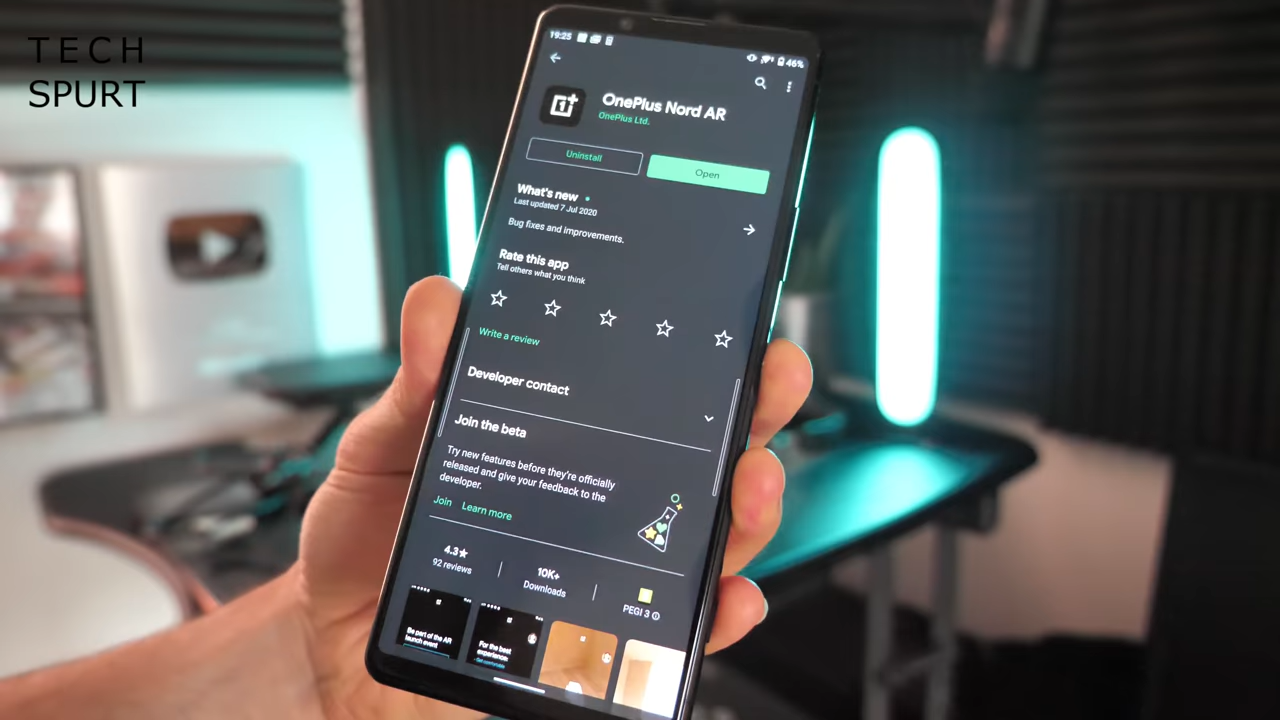 TECH
SPURT
19:25
46%
OnePlus Nord AR
OnePlus Ltd.
Uninstall
Open
What's new
Last updated 7 Jul 2020
Bug fixes and improvements.
Rate this app
Tell others what you think
Write a review
Developer contact
Join the beta
Try new features before they're officially
released and give your feedback to the
developer.
Join Learn more
4.3★
92 reviews
10K+
Downloads
PEGI 3
Be part of the AR
launch event
For the best
experience: